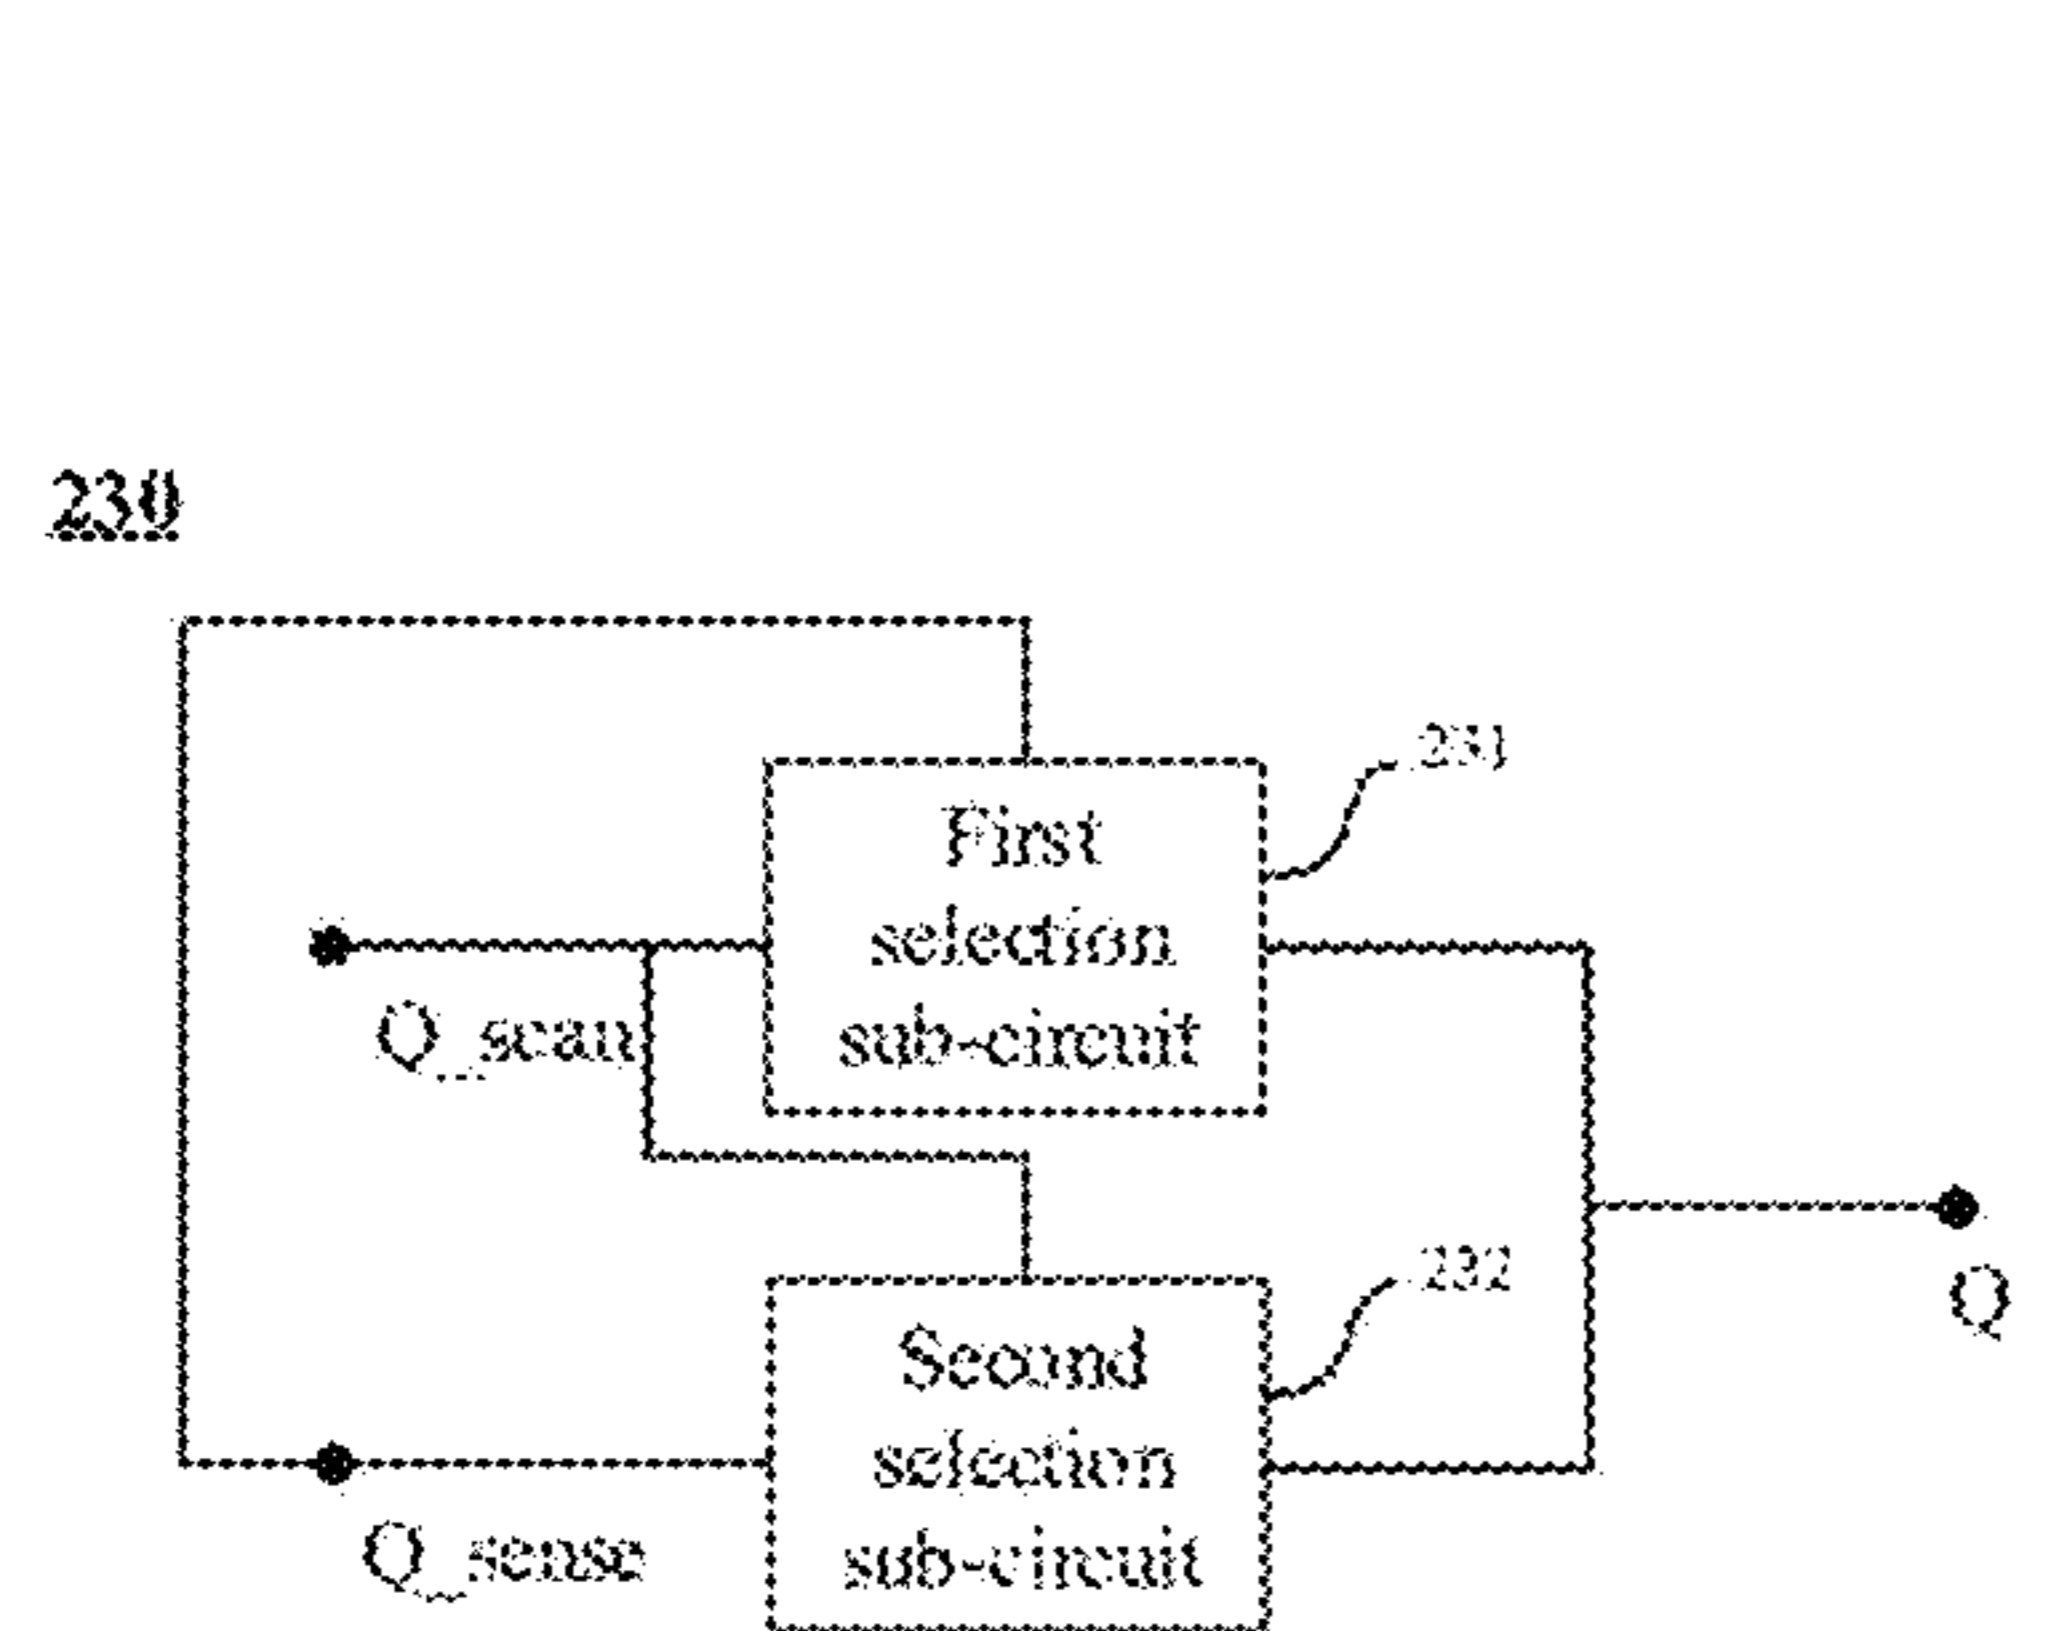 230
231
First
selection
sub-circuit
Q_scan
232
Q
Second
selection
sub-circuit
Q_sense